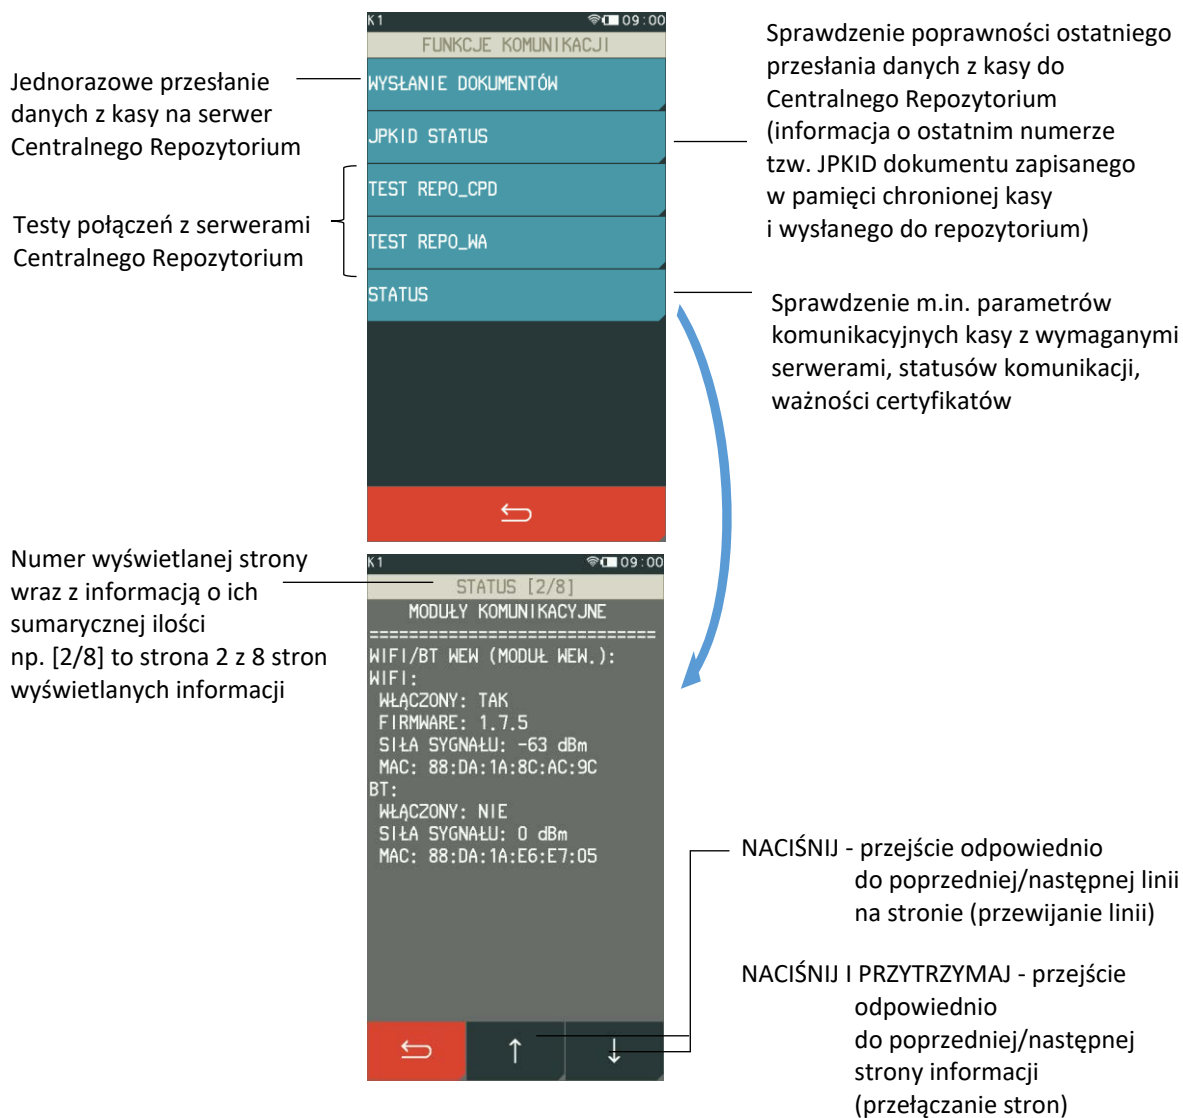 K1 09:00
FUNKCJE KOMUNIKACJI
WYSŁANIE DOKUMENTÓW
JPKID STATUS
TEST REPO_CPD
TEST REPO_WA
STATUS
Jednorazowe przesłanie
danych z kasy na serwer
Centralnego Repozytorium
Testy połączeń z serwerami
Centralnego Repozytorium
Sprawdzenie poprawności ostatniego
przesłania danych z kasy do
Centralnego Repozytorium
(informacja o ostatnim numerze
tzw. JPKID dokumentu zapisanego
w pamięci chronionej kasy
i wysłanego do repozytorium)
Sprawdzenie m.in. parametrów
komunikacyjnych kasy z wymaganymi
serwerami, statusów komunikacji,
ważności certyfikatów
Numer wyświetlanej strony
wraz z informacją o ich
sumarycznej ilości
np. [2/8] to strona 2 z 8 stron
wyświetlanych informacji
K1 09:00
STATUS [2/8]
MODUŁY KOMUNIKACYJNE
==============================
WIFI/BT WEW (MODUŁ WEW.):
WIFI:
WŁĄCZONY: TAK
FIRMWARE: 1.7.5
SIŁA SYGNAŁU: -63 dBm
MAC: 88:DA:1A:8C:AC:9C
BT:
WŁĄCZONY: NIE
SIŁA SYGNAŁU: 0 dBm
MAC: 88:DA:1A:E6:E7:05
NACIŚNIJ - przejście odpowiednio
do poprzedniej/następnej linii
na stronie (przewijanie linii)
NACIŚNIJ I PRZYTRZYMAJ - przejście
odpowiednio
do poprzedniej/następnej
strony informacji
(przełączanie stron)